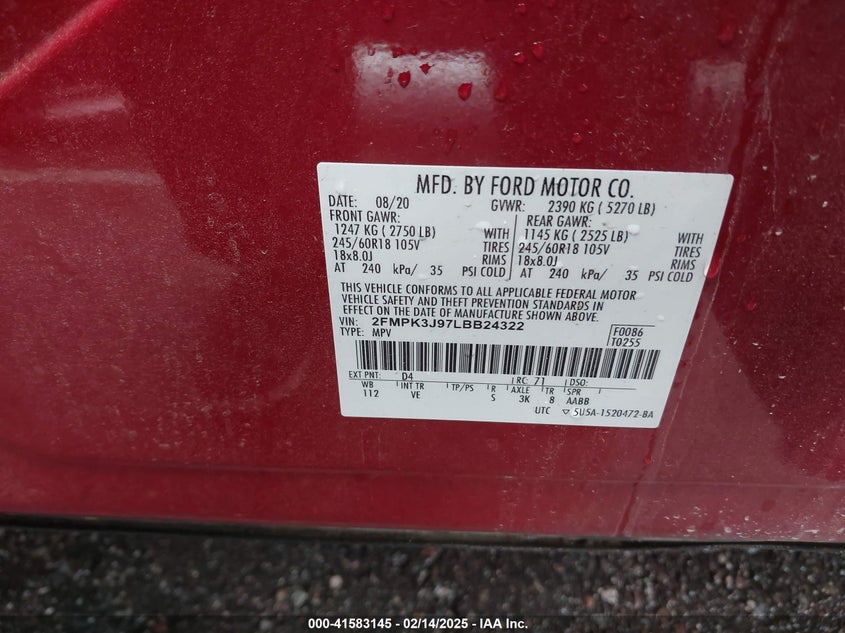 MFD. BY FORD MOTOR CO.
DATE: 08/20 GVWR: 2390 KG ( 5270 LB)
FRONT GAWR: REAR GAWR:
1247 KG ( 2750 LB) WITH 1145 KG ( 2525 LB) WITH
245/60R18 105V TIRES 245/60R18 105V TIRES
18x8.0J RIMS 18x8.0J RIMS
AT 240 kPa/ 35 PSI COLD AT 240 kPa/ 35 PSI COLD
THIS VEHICLE CONFORMS TO ALL APPLICABLE FEDERAL MOTOR
VEHICLE SAFETY AND THEFT PREVENTION STANDARDS IN
EFFECT ON THE DATE OF MANUFACTURE SHOWN ABOVE.
VIN: 2FMPK3J97LBB24322 F0086
TYPE: MPV T0255
EXT PNT: D4 RC: 71 DSO:
WB INT TR TP/PS R AXLE TR SPR
112 VE S 3K 8 AABB
UTC ▽ 5U5A-1520472-BA
000-41583145 - 02/14/2025 - © IAA Inc.